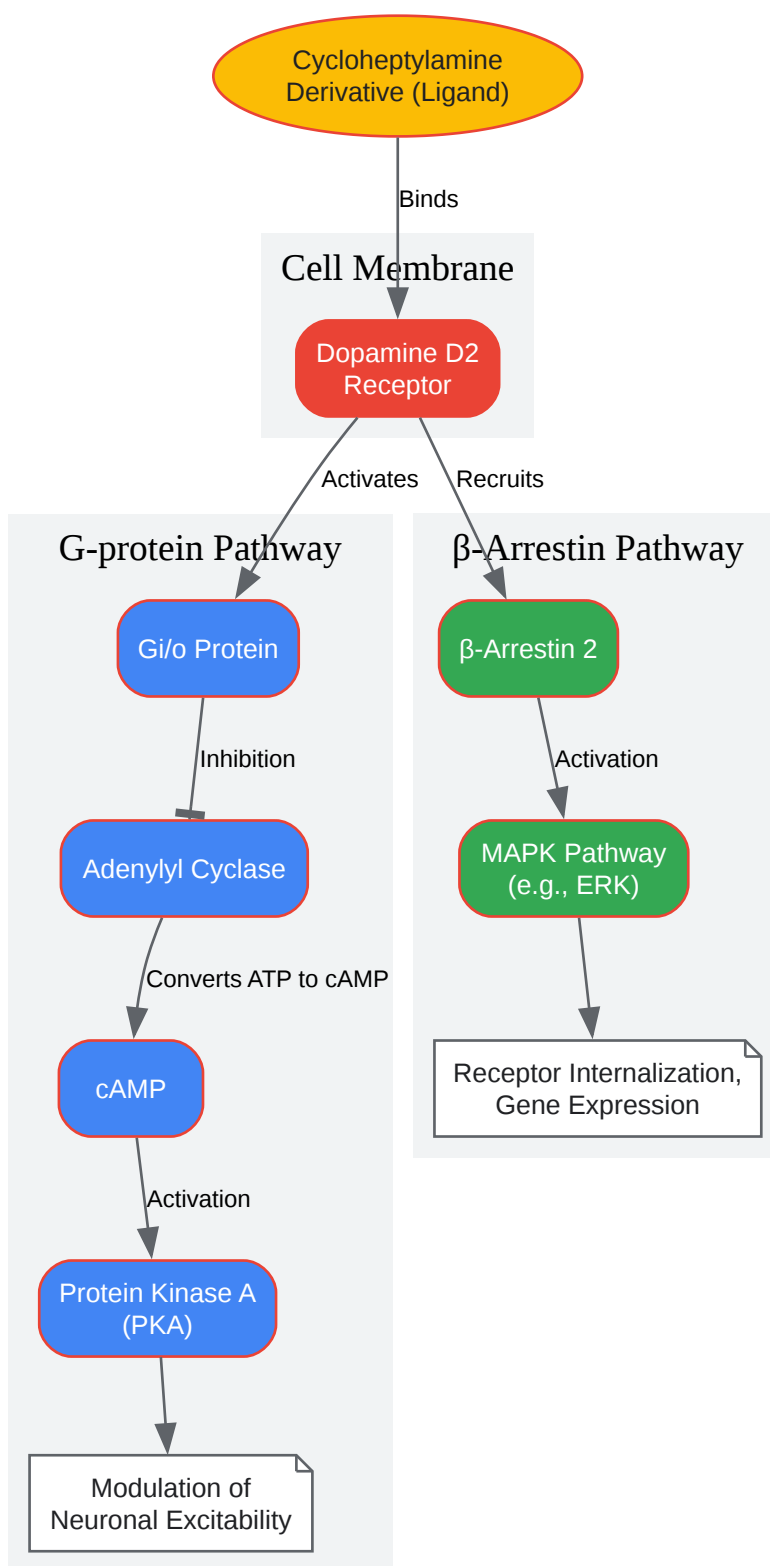 Cycloheptylamine
Derivative (Ligand)
Binds
Cell Membrane
Dopamine D2
Receptor
Activates
Recruits
G-protein Pathway
Gi/o Protein
Inhibition
Adenylyl Cyclase
Converts ATP to cAMP
cAMP
Activation
Protein Kinase A
(PKA)
Modulation of
Neuronal Excitability
β-Arrestin Pathway
β-Arrestin 2
Activation
MAPK Pathway
(e.g., ERK)
Receptor Internalization,
Gene Expression